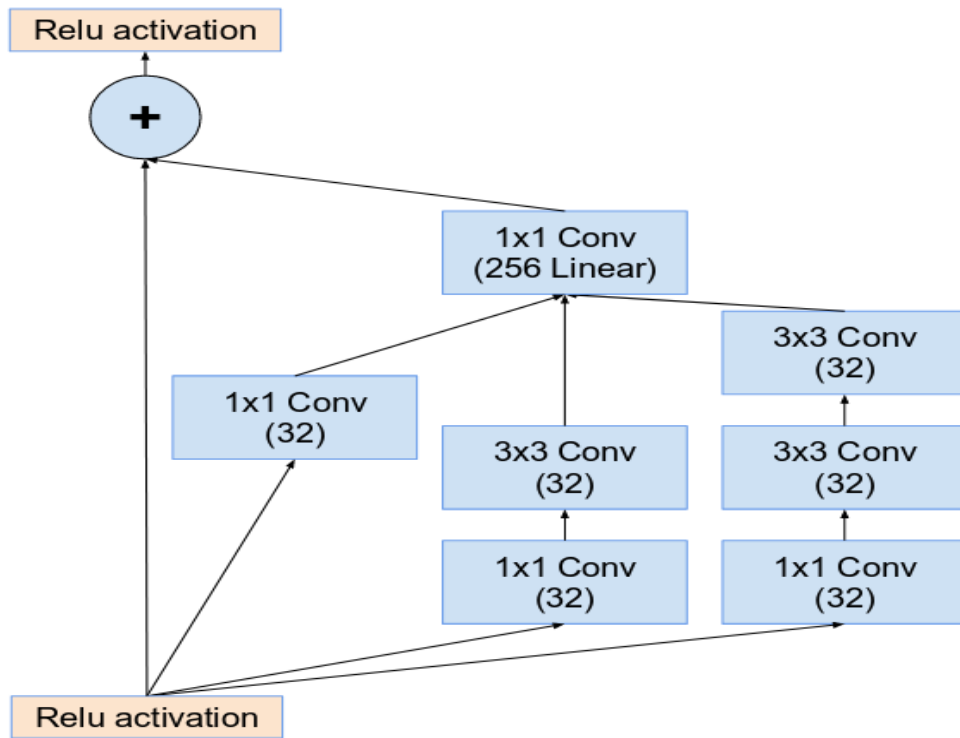 Relu activation
+
1x1 Conv
(256 Linear)
3x3 Conv
(32)
1x1 Conv
(32)
3x3 Conv
(32)
3x3 Conv
(32)
1x1 Conv
(32)
1x1 Conv
(32)
Relu activation